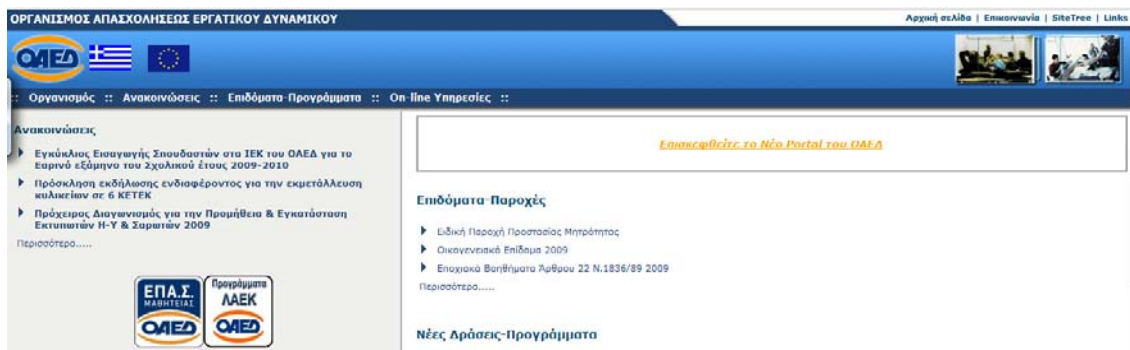 ΟΡΓΑΝΙΣΜΟΣ ΑΠΑΣΧΟΛΗΣΕΩΣ ΕΡΓΑΤΙΚΟΥ ΔΥΝΑΜΙΚΟΥ
Αρχική σελίδα | Επικοινωνία | SiteTree | Links
ΟΑΕΔ
:: Οργανισμός :: Ανακοινώσεις :: Επιδόματα-Προγράμματα :: On-line Υπηρεσίες ::
Ανακοινώσεις
Εγκύκλιος Εισαγωγής Σπουδαστών στα ΙΕΚ του ΟΑΕΔ για το
Εαρινό εξάμηνο του Σχολικού έτους 2009-2010
Πρόσκληση εκδήλωσης ενδιαφέροντος για την εκμετάλλευση
κυλικείων σε 6 ΚΕΤΕΚ
Πρόχειρος Διαγωνισμός για την Προμήθεια & Εγκατάσταση
Εκτυπωτών Η-Υ & Σαρωτών 2009
Περισσότερα.....
ΕΠΑ.Σ.
ΜΑΘΗΤΕΙΑΣ
ΟΑΕΔ
Προγράμματα
ΛΑΕΚ
ΟΑΕΔ
Επισκεφθείτε το Νέο Portal του ΟΑΕΔ
Επιδόματα-Παροχές
Ειδική Παροχή Προστασίας Μητρότητας
Οικογενειακό Επίδομα 2009
Εποχιακά Βοηθήματα Άρθρου 22 Ν.1836/89 2009
Περισσότερα.....
Νέες Δράσεις-Προγράμματα